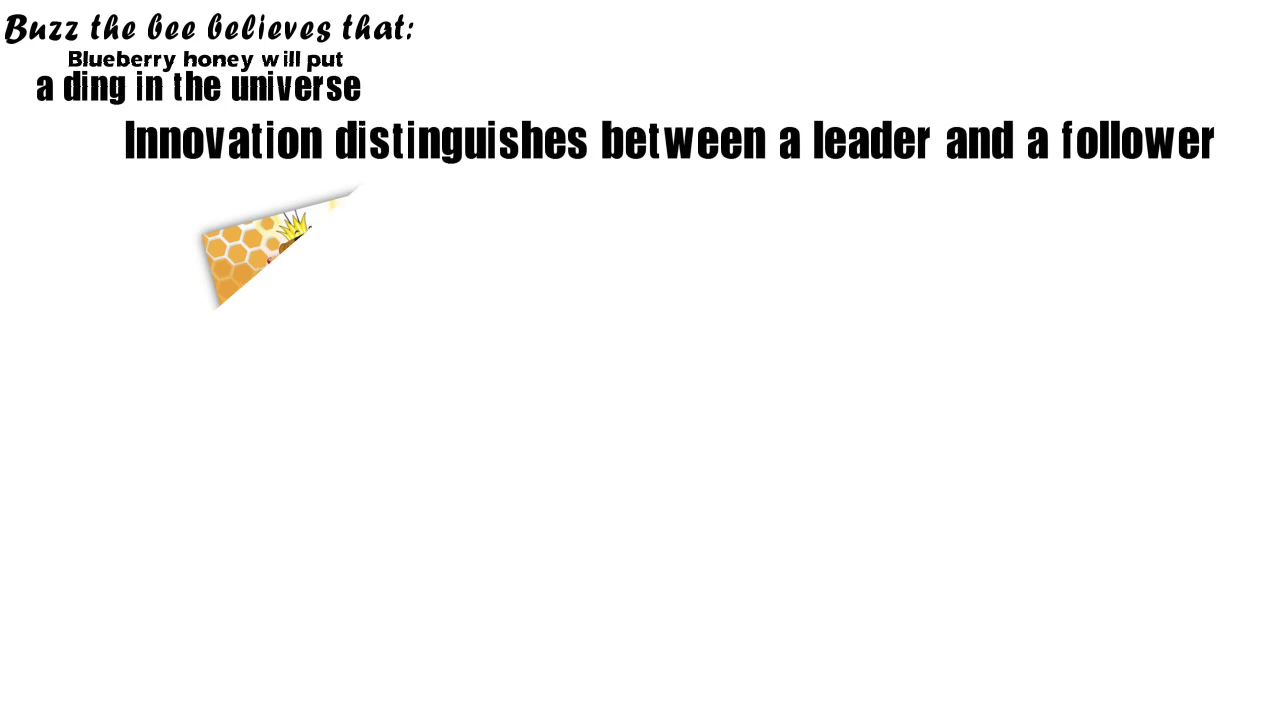 Buzz the bee believes that:
Blueberry honey will put
a ding in the universe
Innovation distinguishes between a leader and a follower